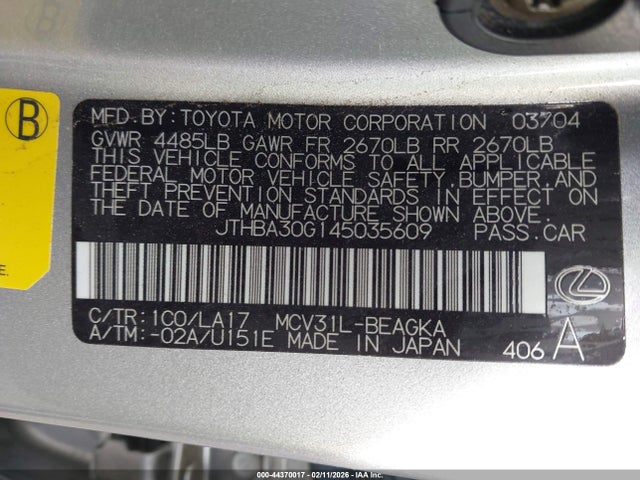 B
E.
MFD. BY: TOYOTA MOTOR CORPORATION 03/04
GVWR 4485LB GAWR FR 2670LB RR 2670LB
THIS VEHICLE CONFORMS TO ALL APPLICABLE
FEDERAL MOTOR VEHICLE SAFETY, BUMPER, AND
THEFT PREVENTION STANDARDS IN EFFECT ON
THE DATE OF MANUFACTURE SHOWN ABOVE.
JTHBA30G145035609 PASS.CAR
C/TR: 1C0/LA17 MCV31L-BEAGKA
A/TM: -02A/U151E MADE IN JAPAN 406 A
IAA - 44370017 - 02/11/2026 - COPYRIGHT IAA, LLC